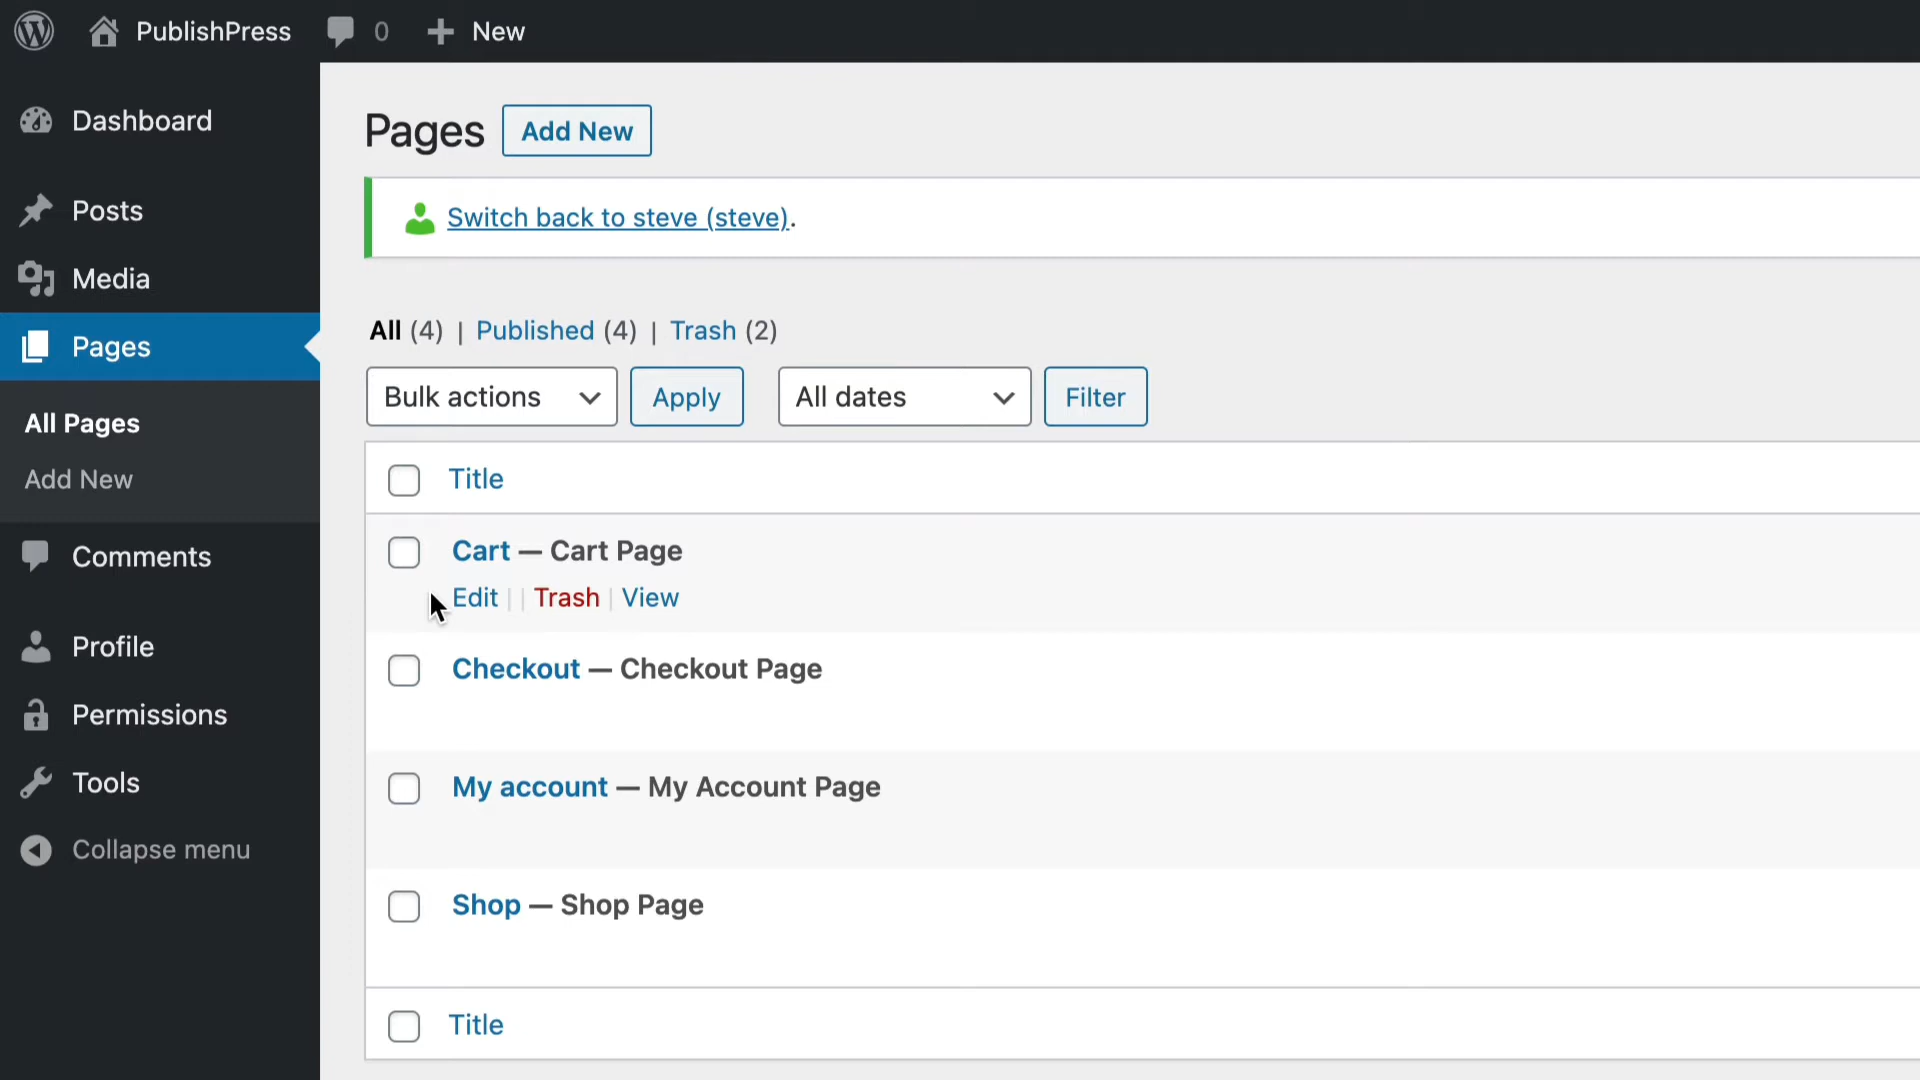 PublishPress 0 New
Dashboard
Posts
Media
Pages
All Pages
Add New
Comments
Profile
Permissions
Tools
Collapse menu
Pages Add New
Switch back to steve (steve).
All (4) | Published (4) | Trash (2)
Bulk actions Apply All dates Filter
Title
Cart — Cart Page
Edit | | Trash | View
Checkout — Checkout Page
My account — My Account Page
Shop — Shop Page
Title